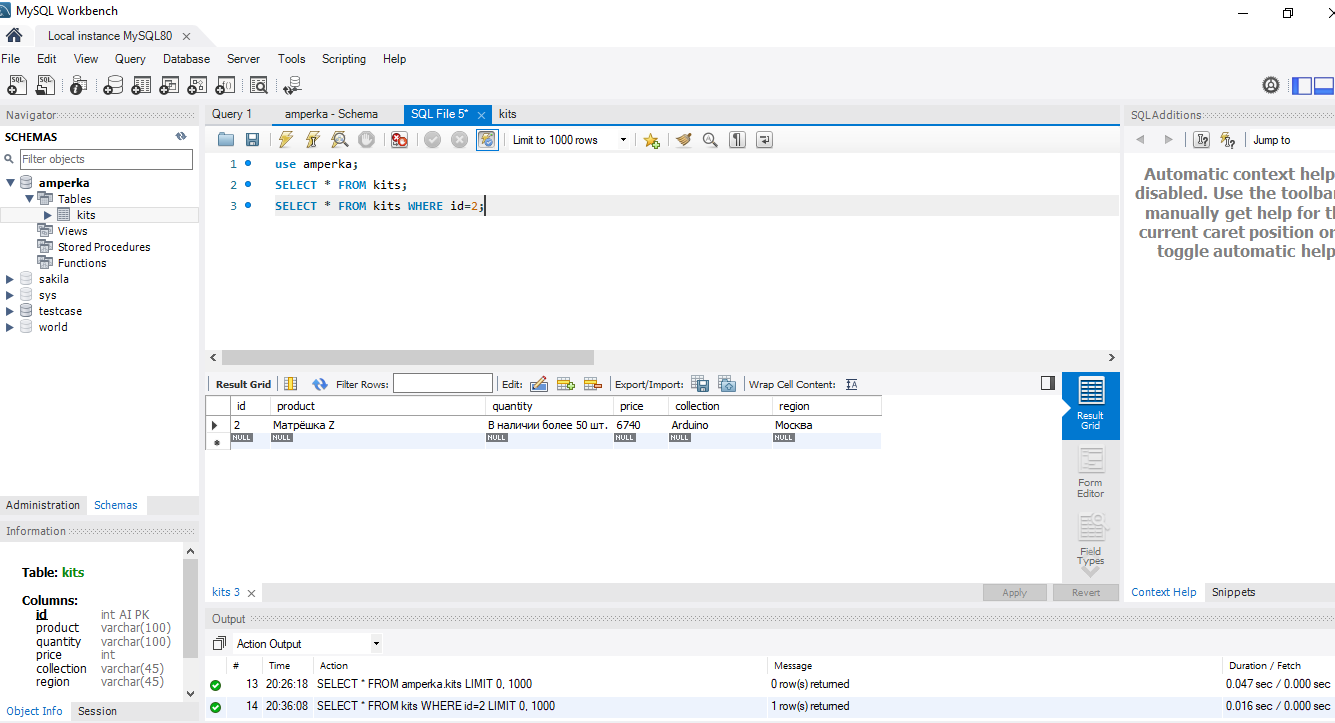 MySQL Workbench
Local instance MySQL80
File Edit View Query Database Server Tools Scripting Help
Navigator
SCHEMAS
Filter objects
amperka
Tables
kits
Views
Stored Procedures
Functions
sakila
sys
testcase
world
Administration Schemas
Information
Table: kits
Columns:
id int AI PK
product varchar(100)
quantity varchar(100)
price int
collection varchar(45)
region varchar(45)
Object Info Session
Query 1 amperka - Schema SQL File 5* kits
Limit to 1000 rows
1 use amperka;
2 SELECT * FROM kits;
3 SELECT * FROM kits WHERE id=2;
Result Grid Filter Rows: Edit: Export/Import: Wrap Cell Content:
id product quantity price collection region
2 Матрёшка Z В наличии более 50 шт. 6740 Arduino Москва
NULL NULL NULL NULL NULL NULL
Result
Grid
Form
Editor
Field
Types
kits 3
Apply Revert
Output
Action Output
# Time Action Message Duration / Fetch
13 20:26:18 SELECT * FROM amperka.kits LIMIT 0, 1000 0 row(s) returned 0.047 sec / 0.000 sec
14 20:36:08 SELECT * FROM kits WHERE id=2 LIMIT 0, 1000 1 row(s) returned 0.016 sec / 0.000 sec
SQLAdditions
Jump to
Automatic context help
disabled. Use the toolba
manually get help for t
current caret position or
toggle automatic help
Context Help Snippets